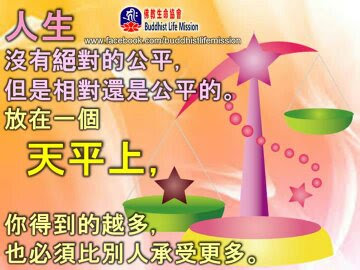 佛教生命協會
Buddhist Life Mission
www.facebook.com/buddhistlifemission
人生
沒有絕對的公平,
但是相對還是公平的。
放在一個
天平上,
你得到的越多,
也必須比別人承受更多。